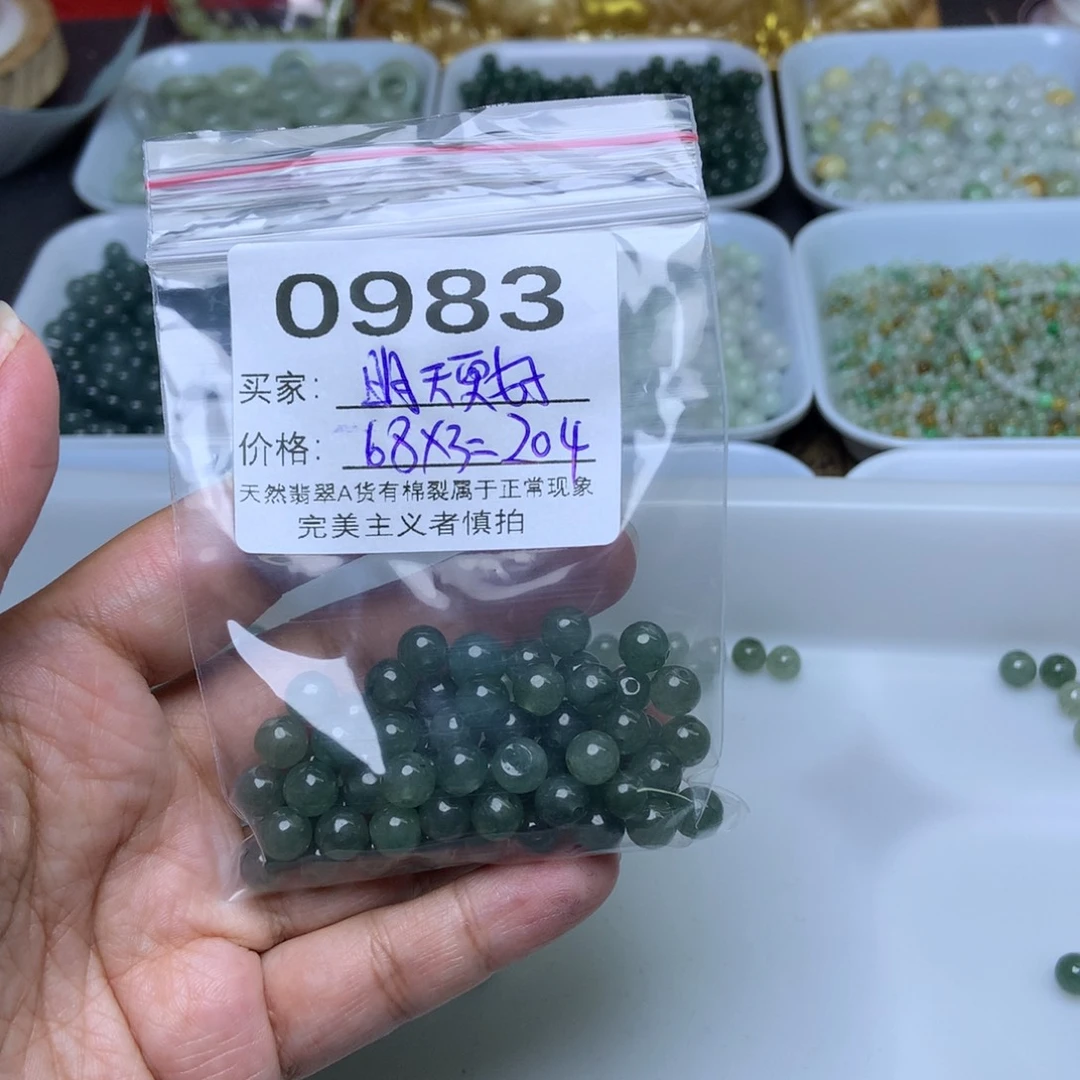 0983
买家: 明天更好
价格: 68X3=204
天然翡翠A货有棉裂属于正常现象
完美主义者慎拍